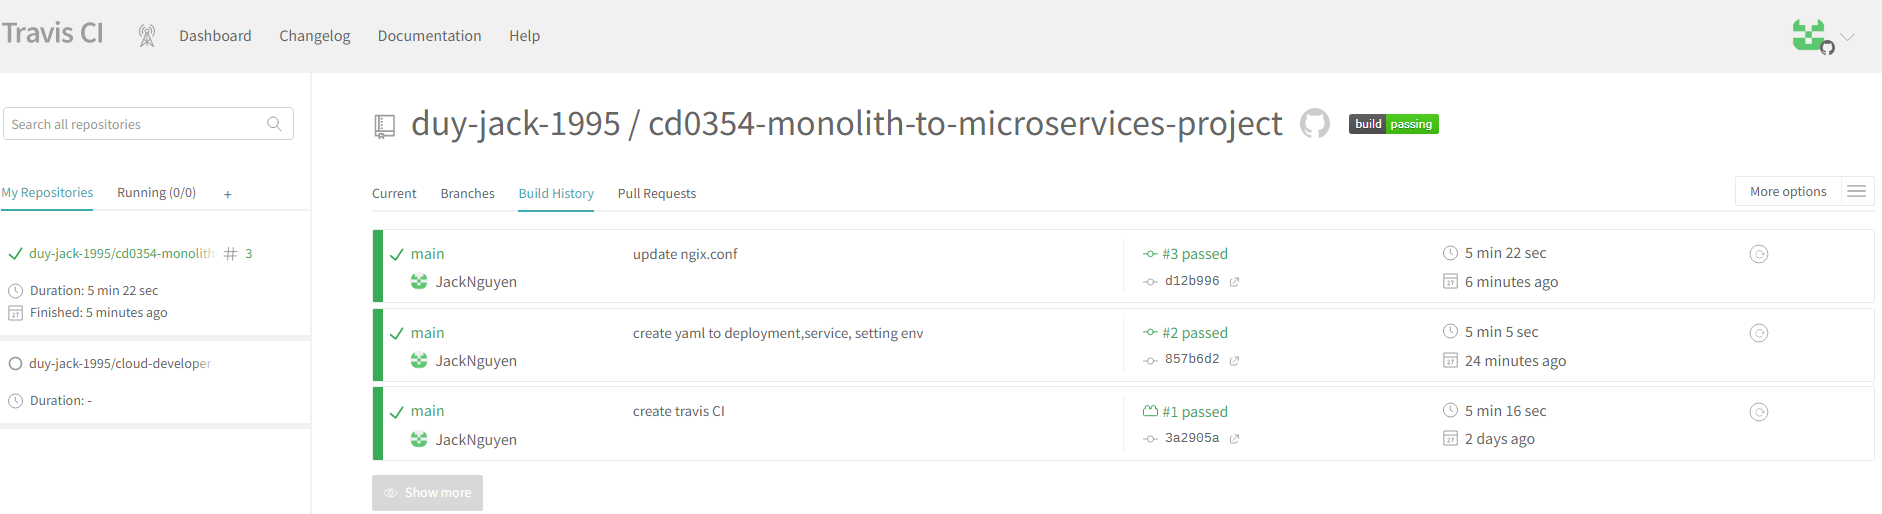 Travis CI Dashboard Changelog Documentation Help
Search all repositories
My Repositories Running (0/0) +
duy-jack-1995/cd0354-monolith # 3
Duration: 5 min 22 sec
Finished: 5 minutes ago
duy-jack-1995/cloud-developer
Duration: -
duy-jack-1995 / cd0354-monolith-to-microservices-project build passing
Current Branches Build History Pull Requests More options
main update ngix.conf #3 passed 5 min 22 sec
JackNguyen d12b996 6 minutes ago
main create yaml to deployment,service, setting env #2 passed 5 min 5 sec
JackNguyen 857b6d2 24 minutes ago
main create travis CI #1 passed 5 min 16 sec
JackNguyen 3a2905a 2 days ago
Show more